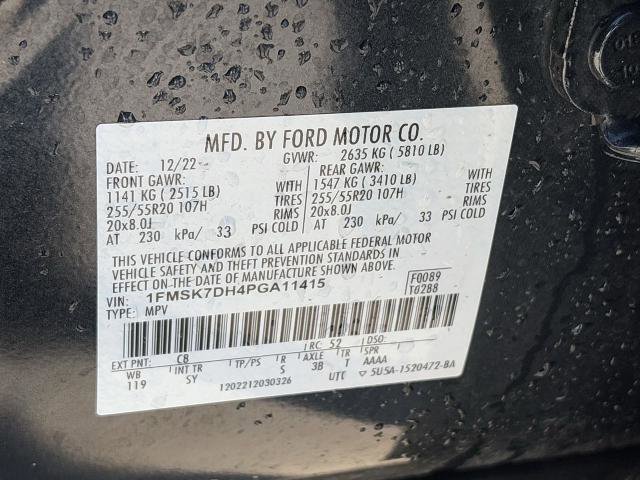 MFD. BY FORD MOTOR CO.
DATE: 12/22 GVWR: 2635 KG ( 5810 LB)
FRONT GAWR: REAR GAWR:
1141 KG ( 2515 LB) WITH 1547 KG ( 3410 LB) WITH
255/55R20 107H TIRES 255/55R20 107H TIRES
20x8.0J RIMS 20x8.0J RIMS
AT 230 kPa/ 33 PSI COLD AT 230 kPa/ 33 PSI COLD
THIS VEHICLE CONFORMS TO ALL APPLICABLE FEDERAL MOTOR
VEHICLE SAFETY AND THEFT PREVENTION STANDARDS IN
EFFECT ON THE DATE OF MANUFACTURE SHOWN ABOVE.
VIN: 1FMSK7DH4PGA11415 F0089
TYPE: MPV T0288
RC: 52 DSO:
EXT PNT: C8
WB INT TR TP/PS R AXLE TR SPR
119 SY S 3B T AAAA
1202212030326 UTC 5U5A-1520472-BA